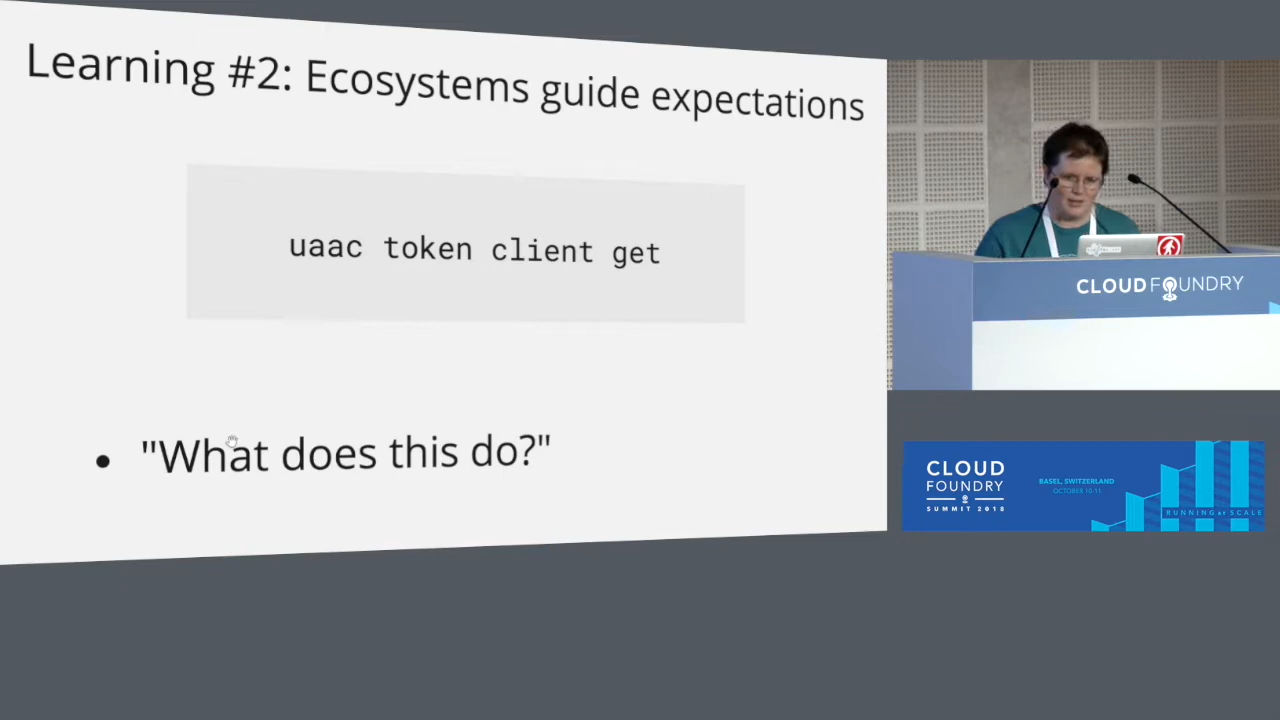 Learning #2: Ecosystems guide expectations
uaac token client get
• "What does this do?"
CLOUD FOUNDRY
CLOUD
FOUNDRY
SUMMIT 2018
BASEL, SWITZERLAND
OCTOBER 10-11
RUNNING at SCALE